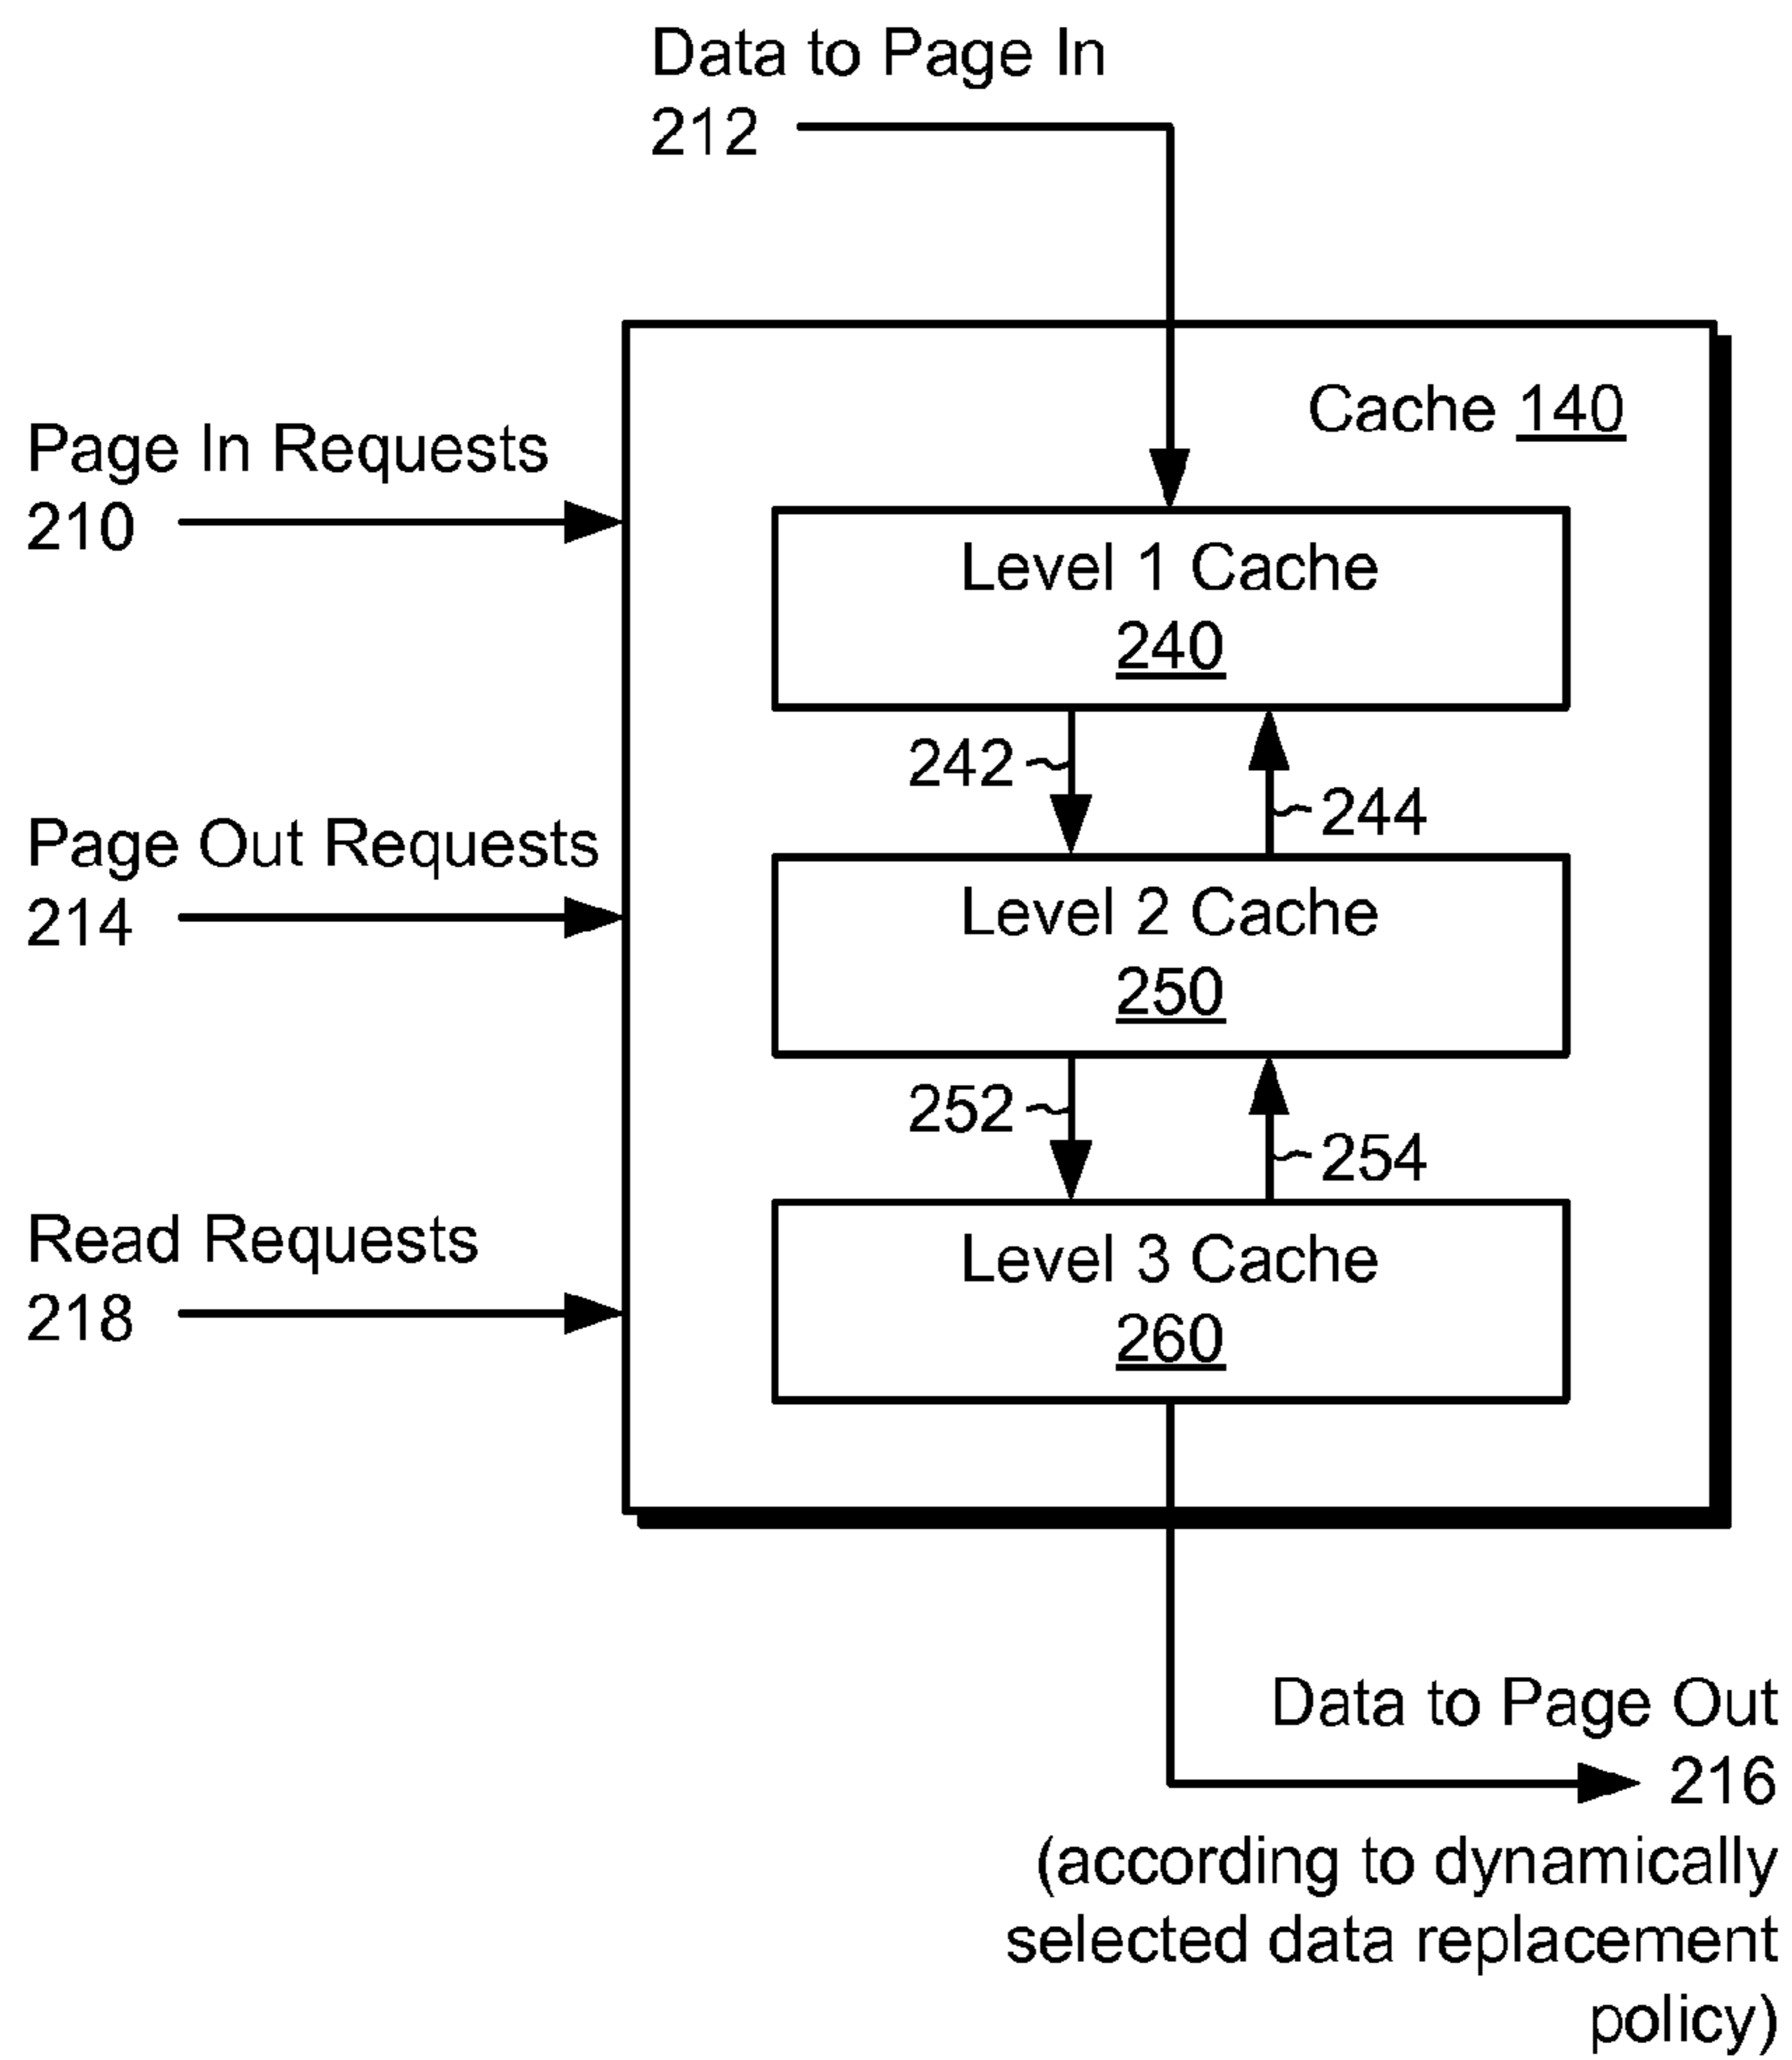 Data to Page In
212
Cache 140
Page In Requests
210
Level 1 Cache
240
242
244
Page Out Requests
214
Level 2 Cache
250
252
254
Read Requests
218
Level 3 Cache
260
Data to Page Out
216
(according to dynamically
selected data replacement
policy)